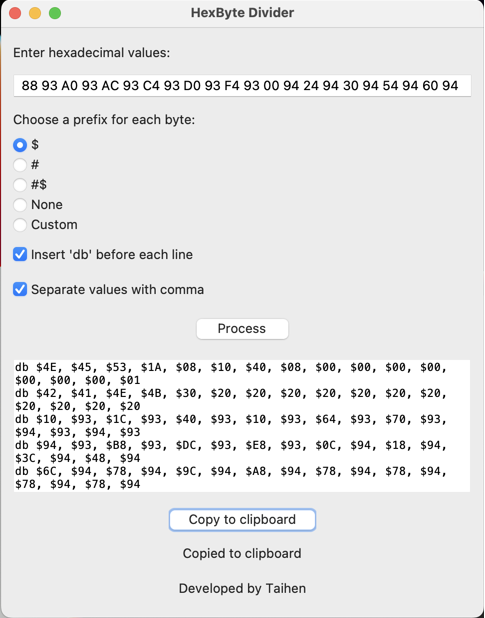 HexByte Divider
Enter hexadecimal values:
88 93 A0 93 AC 93 C4 93 D0 93 F4 93 00 94 24 94 30 94 54 94 60 94
Choose a prefix for each byte:
$
#
#$
None
Custom
Insert 'db' before each line
Separate values with comma
Process
db $4E, $45, $53, $1A, $08, $10, $40, $08, $00, $00, $00, $00,
$00, $00, $00, $01
db $42, $41, $4E, $4B, $30, $20, $20, $20, $20, $20, $20, $20,
$20, $20, $20, $20
db $10, $93, $1C, $93, $40, $93, $10, $93, $64, $93, $70, $93,
$94, $93, $94, $93
db $94, $93, $B8, $93, $DC, $93, $E8, $93, $0C, $94, $18, $94,
$3C, $94, $48, $94
db $6C, $94, $78, $94, $9C, $94, $A8, $94, $78, $94, $78, $94,
$78, $94, $78, $94
Copy to clipboard
Copied to clipboard
Developed by Taihen